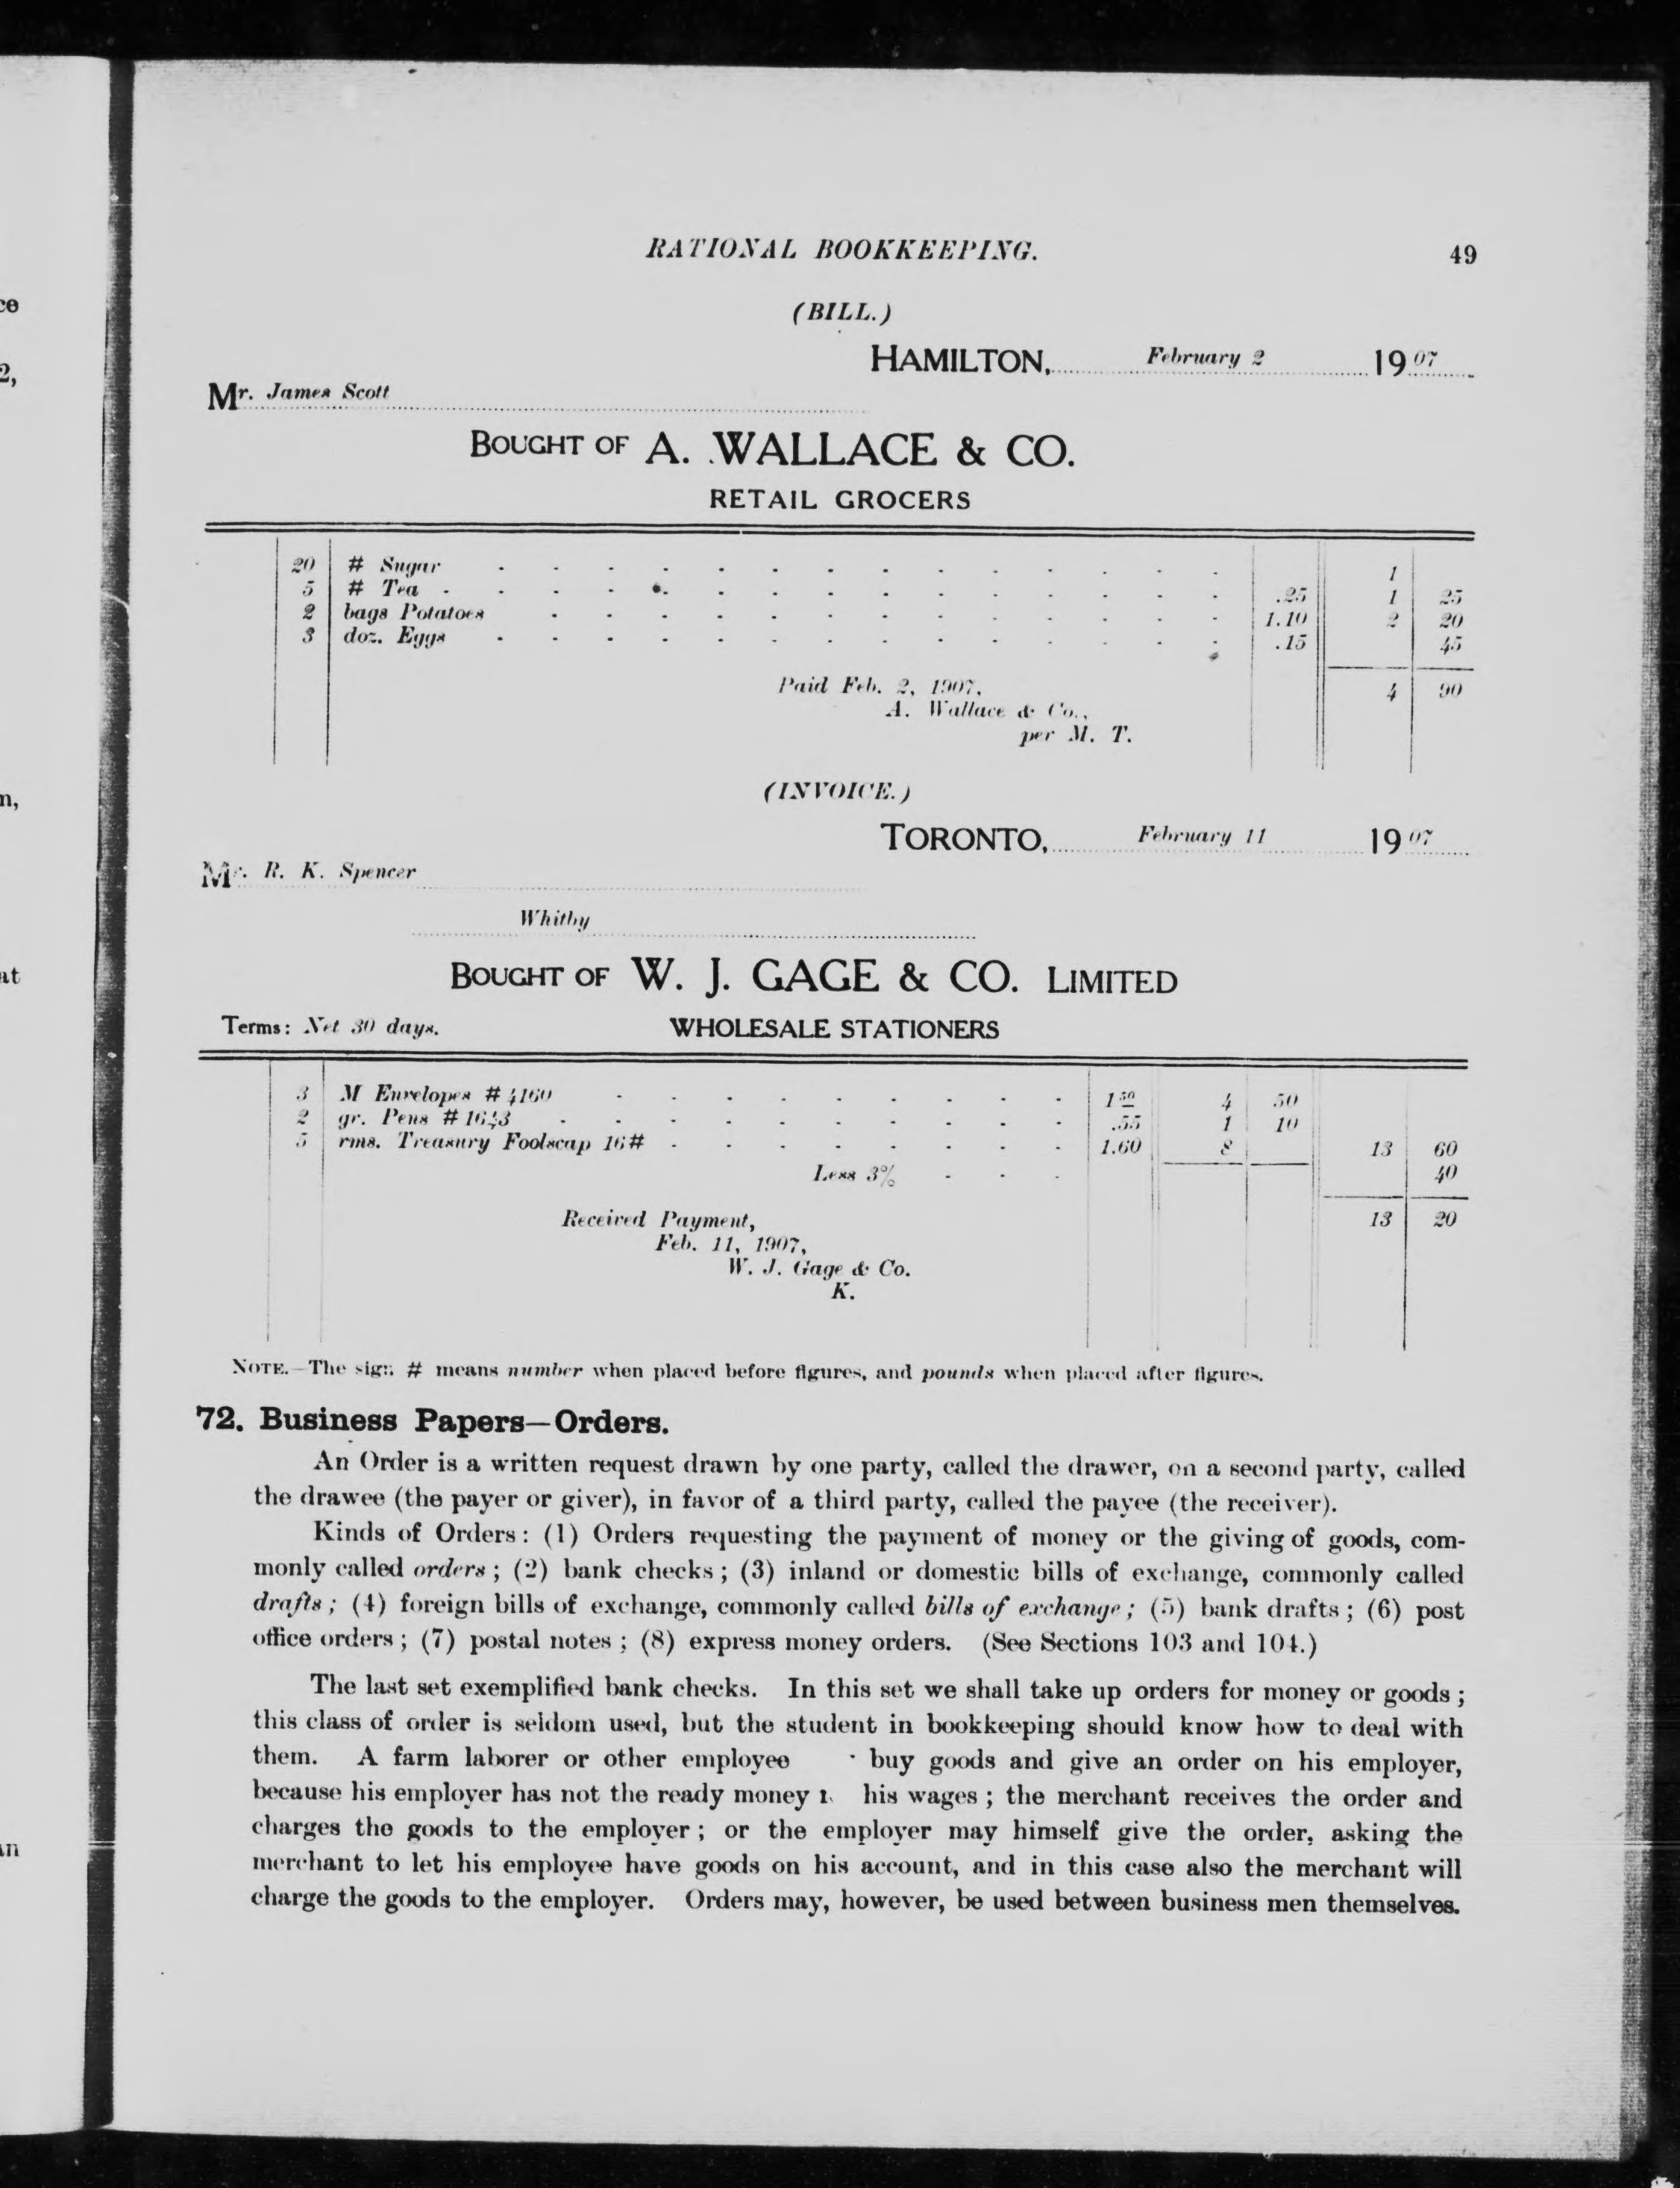 RATIONAL BOOKKEEPING. 49
(BILL.)
HAMILTON, February 2 1907
Mr. James Scott
BOUGHT OF A. WALLACE & CO.
RETAIL GROCERS
20 # Sugar 1
5 # Tea .25 1 25
2 bags Potatoes 1.10 2 20
3 doz. Eggs .15 45
Paid Feb. 2, 1907, 4 90
A. Wallace & Co.,
per M. T.
(INVOICE.)
TORONTO, February 11 1907
Mr. R. K. Spencer
Whitby
BOUGHT OF W. J. GAGE & CO. LIMITED
Terms: Net 30 days. WHOLESALE STATIONERS
3 M Envelopes # 4160 1 50 4 50
2 gr. Pens # 1643 .55 1 10
5 rms. Treasury Foolscap 16# 1.60 8 13 60
Less 3% 40
Received Payment, 13 20
Feb. 11, 1907,
W. J. Gage & Co.
K.
NOTE.—The sign # means number when placed before figures, and pounds when placed after figures.
72. Business Papers—Orders.
An Order is a written request drawn by one party, called the drawer, on a second party, called
the drawee (the payer or giver), in favor of a third party, called the payee (the receiver).
Kinds of Orders: (1) Orders requesting the payment of money or the giving of goods, com-
monly called orders; (2) bank checks; (3) inland or domestic bills of exchange, commonly called
drafts; (4) foreign bills of exchange, commonly called bills of exchange; (5) bank drafts; (6) post
office orders; (7) postal notes; (8) express money orders. (See Sections 103 and 104.)
The last set exemplified bank checks. In this set we shall take up orders for money or goods;
this class of order is seldom used, but the student in bookkeeping should know how to deal with
them. A farm laborer or other employee buy goods and give an order on his employer,
because his employer has not the ready money his wages; the merchant receives the order and
charges the goods to the employer; or the employer may himself give the order, asking the
merchant to let his employee have goods on his account, and in this case also the merchant will
charge the goods to the employer. Orders may, however, be used between business men themselves.
ce
2,
n,
at
an